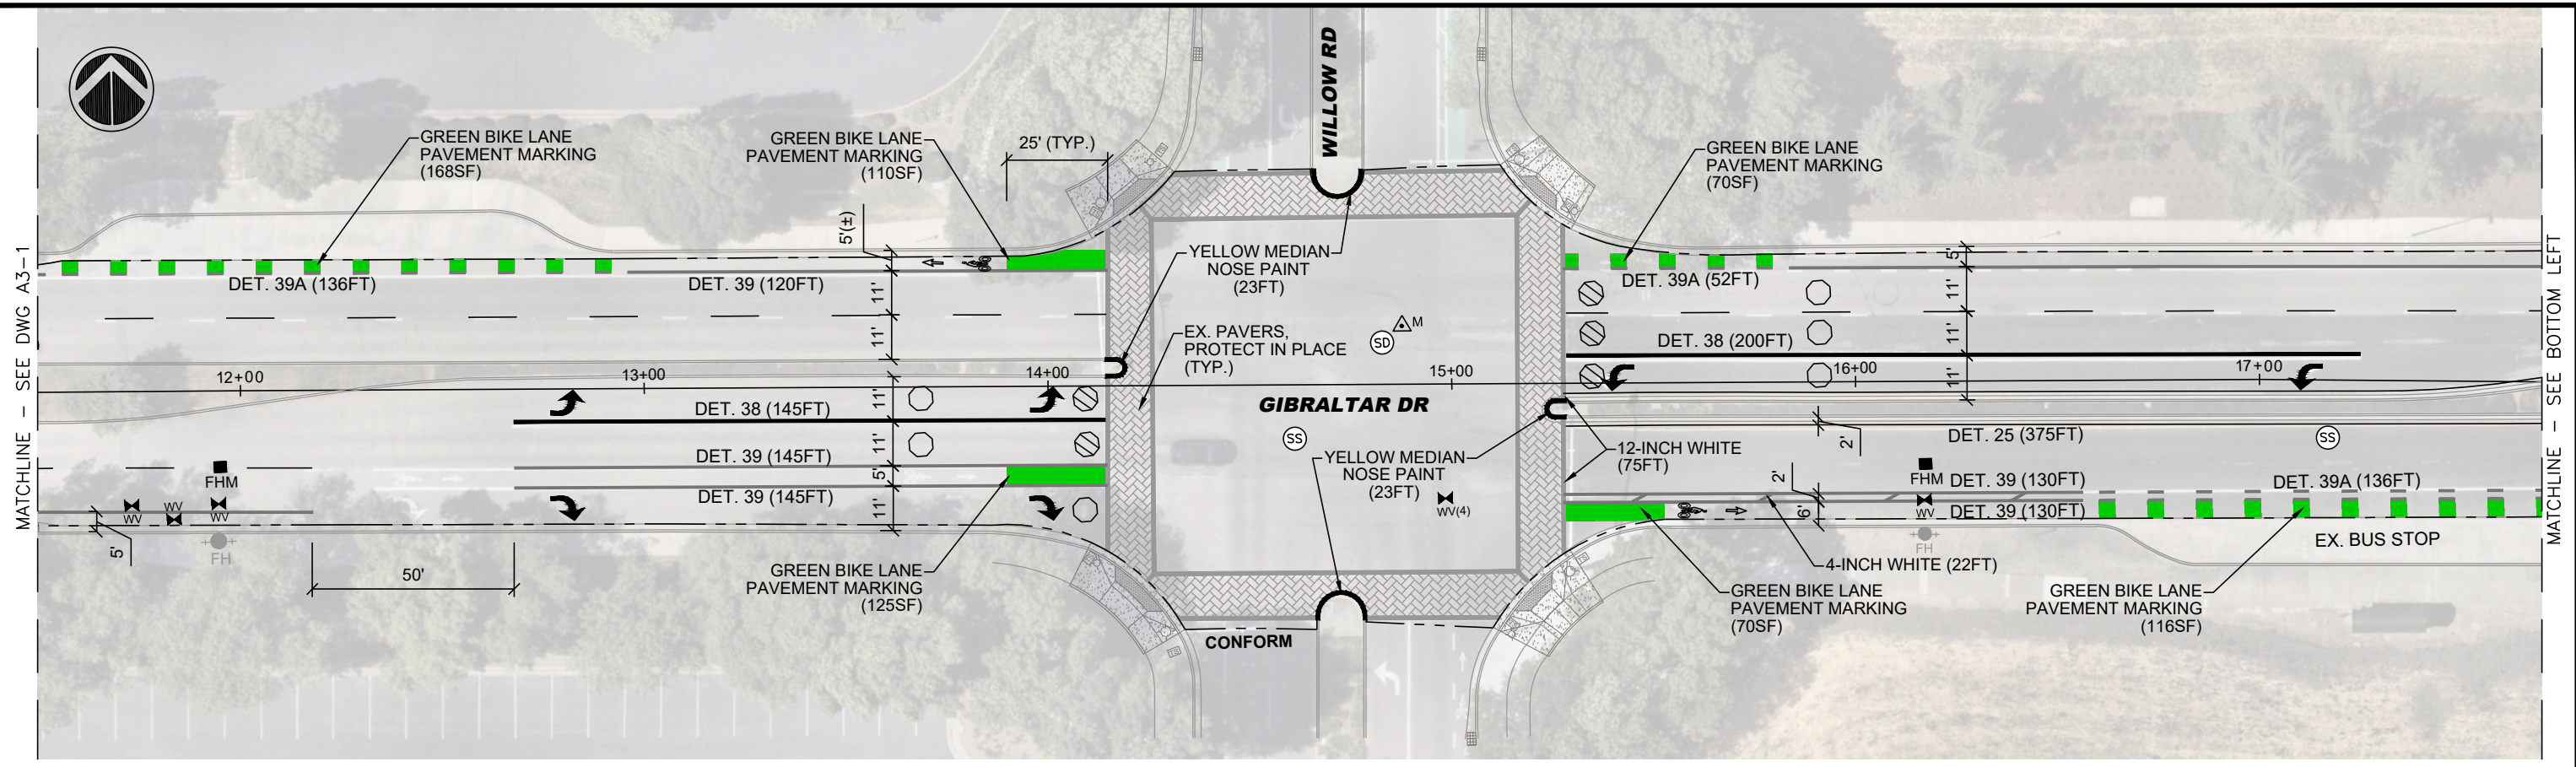 WILLOW RD
GREEN BIKE LANE
PAVEMENT MARKING
(168SF)
GREEN BIKE LANE
PAVEMENT MARKING
(110SF)
25' (TYP.)
GREEN BIKE LANE
PAVEMENT MARKING
(70SF)
MATCHLINE - SEE DWG A3-1
5'(±)
DET. 39A (136FT)
DET. 39 (120FT)
11'
11'
YELLOW MEDIAN
NOSE PAINT
(23FT)
EX. PAVERS,
PROTECT IN PLACE
(TYP.)
SD
M
DET. 39A (52FT)
5'
11'
11'
11'
DET. 38 (200FT)
MATCHLINE - SEE BOTTOM LEFT
12+00
13+00
14+00
15+00
16+00
17+00
GIBRALTAR DR
DET. 38 (145FT)
DET. 39 (145FT)
DET. 39 (145FT)
11'
11'
5'
11'
SS
YELLOW MEDIAN
NOSE PAINT
(23FT)
WV(4)
12-INCH WHITE
(75FT)
2'
DET. 25 (375FT)
SS
FHM
WV
WV
WV
FH
5'
50'
2'
6'
FHM
DET. 39 (130FT)
WV
DET. 39 (130FT)
FH
DET. 39A (136FT)
EX. BUS STOP
4-INCH WHITE (22FT)
GREEN BIKE LANE
PAVEMENT MARKING
(125SF)
GREEN BIKE LANE
PAVEMENT MARKING
(70SF)
GREEN BIKE LANE
PAVEMENT MARKING
(116SF)
CONFORM